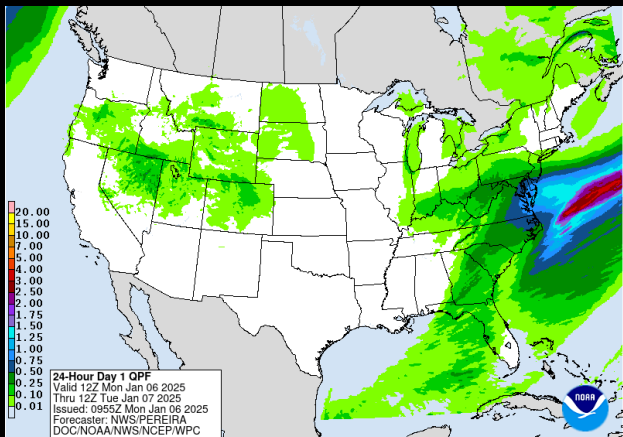 20.00
15.00
10.00
7.00
5.00
4.00
3.00
2.50
2.00
1.75
1.50
1.25
1.00
0.75
0.50
0.25
0.10
0.01
24-Hour Day 1 QPF
Valid 12Z Mon Jan 06 2025
Thru 12Z Tue Jan 07 2025
Issued: 0955Z Mon Jan 06 2025
Forecaster: NWS/PEREIRA
DOC/NOAA/NWS/NCEP/WPC
NOAA